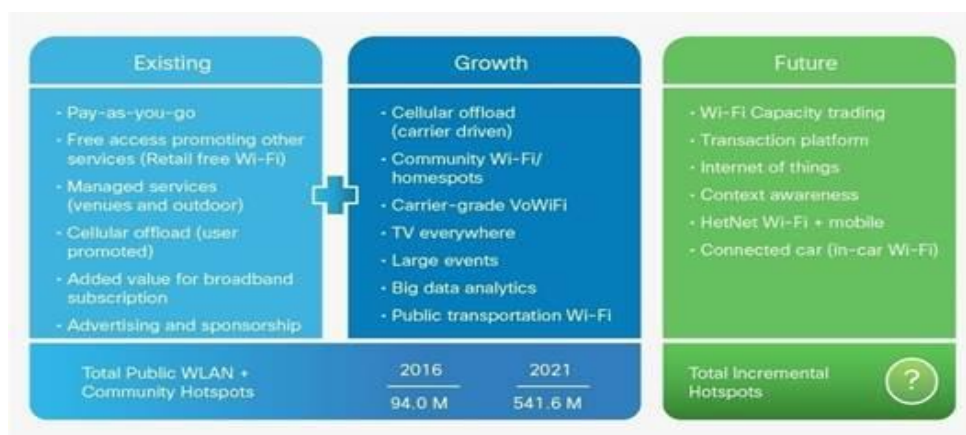 Existing
- Pay-as-you-go
- Free access promoting other
services (Retail free Wi-Fi)
- Managed services
(venues and outdoor)
- Cellular offload (user
promoted)
- Added value for broadband
subscription
- Advertising and sponsorship
Growth
- Cellular offload
(carrier driven)
- Community Wi-Fi/
homespots
- Carrier-grade VoWiFi
- TV everywhere
- Large events
- Big data analytics
- Public transportation Wi-Fi
Total Public WLAN +
Community Hotspots
2016
94.0 M
2021
541.6 M
Future
- Wi-Fi Capacity trading
- Transaction platform
- Internet of things
- Context awareness
- HetNet Wi-Fi + mobile
- Connected car (in-car Wi-Fi)
Total Incremental
Hotspots
?